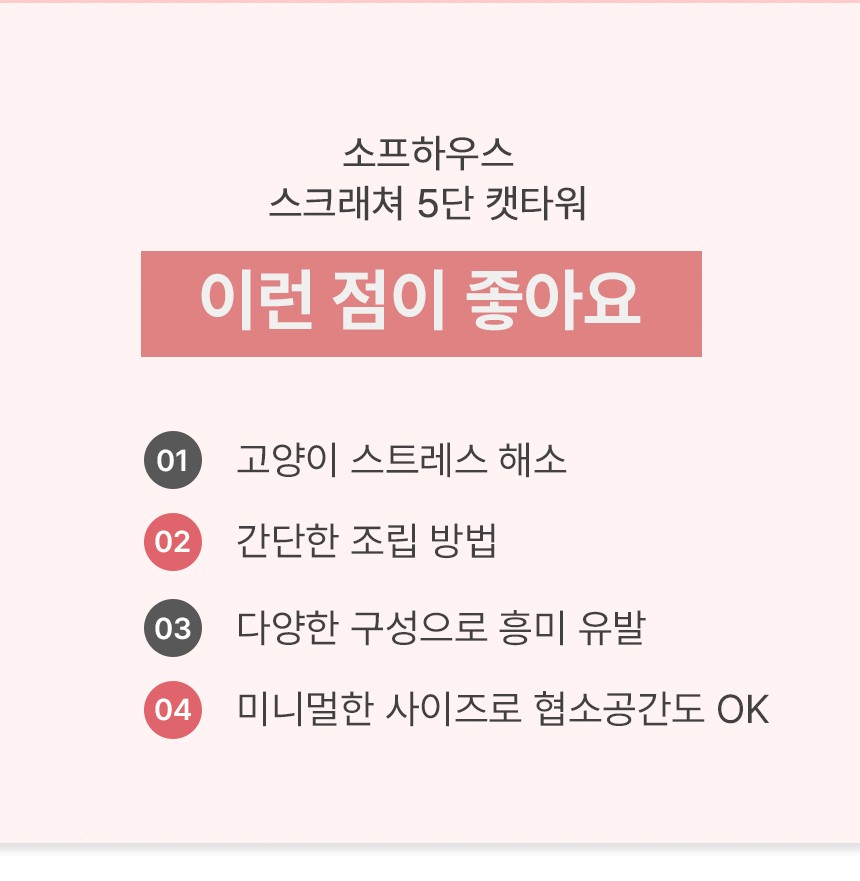 소프하우스
스크래쳐 5단 캣타워
이런 점이 좋아요
01 고양이 스트레스 해소
02 간단한 조립 방법
03 다양한 구성으로 흥미 유발
04 미니멀한 사이즈로 협소공간도 OK